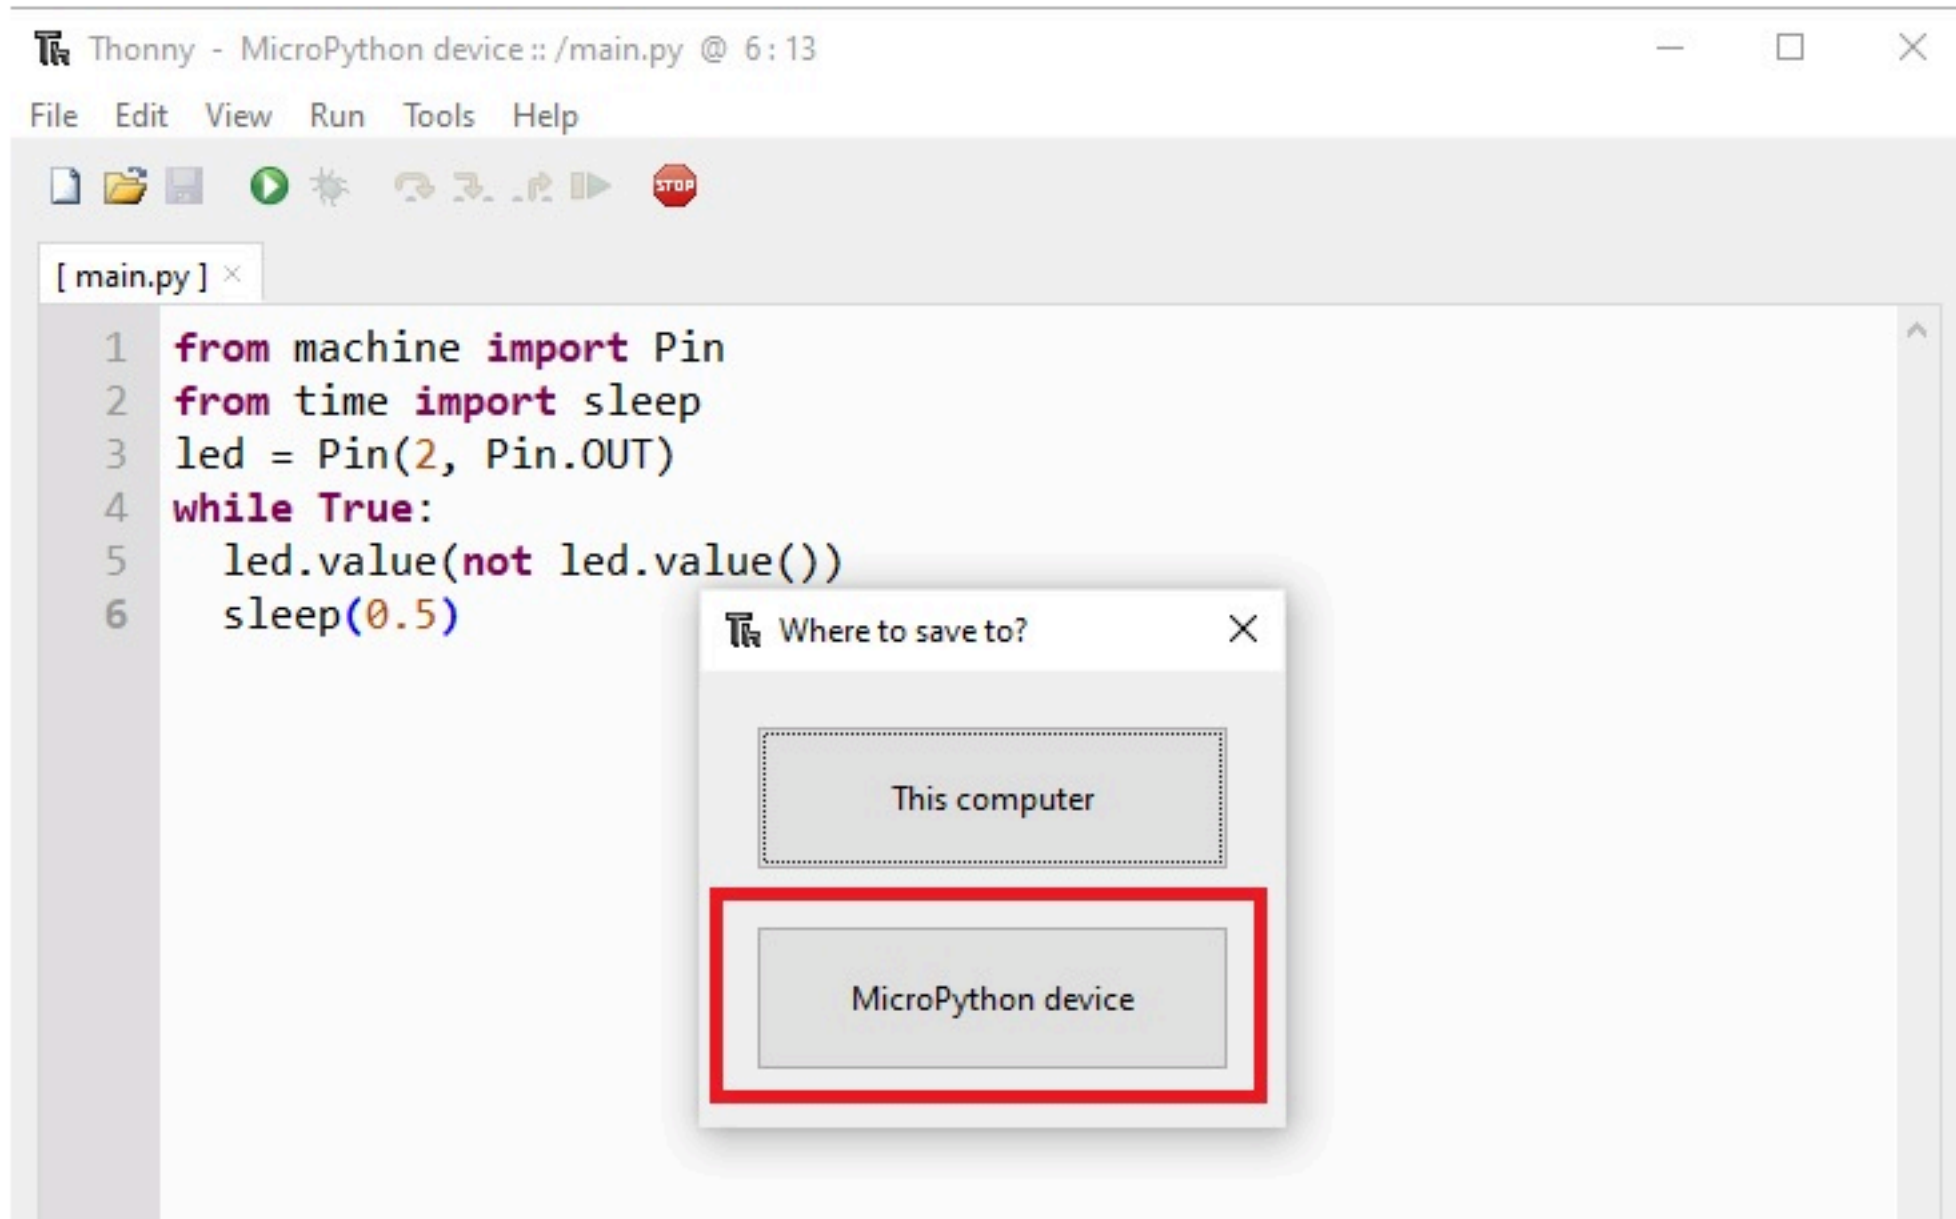 Thonny - MicroPython device :: /main.py @ 6 : 13
File Edit View Run Tools Help
STOP
[ main.py ] ×
1 from machine import Pin
2 from time import sleep
3 led = Pin(2, Pin.OUT)
4 while True:
5   led.value(not led.value())
6   sleep(0.5)
Where to save to?
This computer
MicroPython device